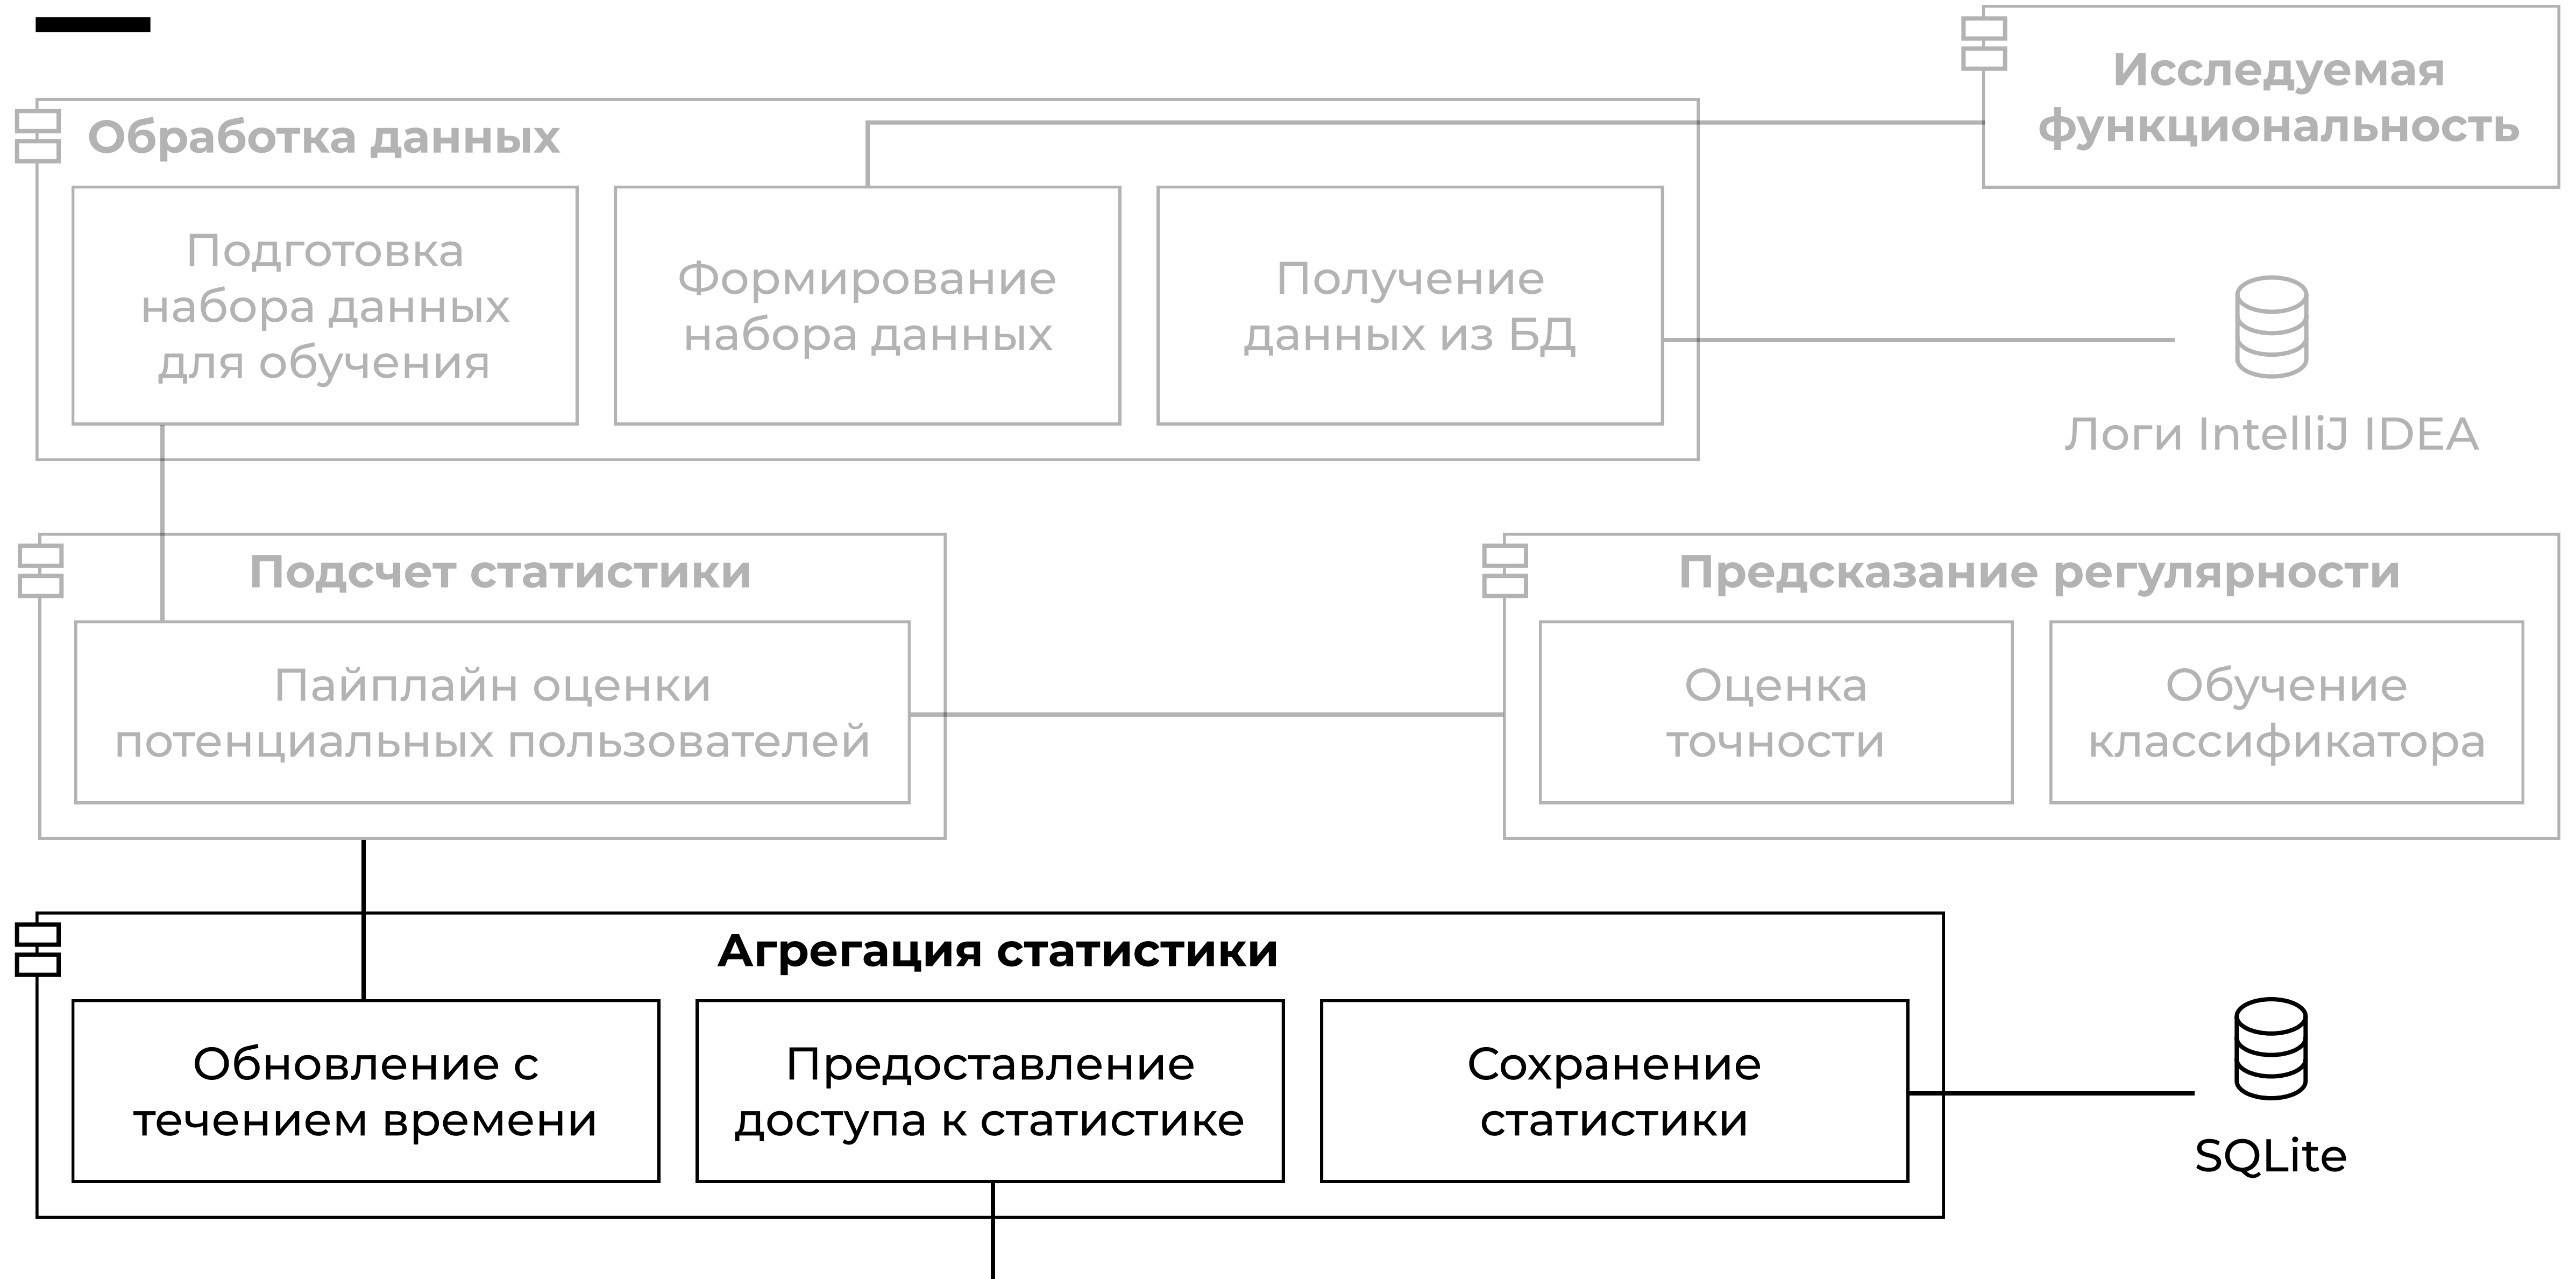 Исследуемая
функциональность
Обработка данных
Подготовка
набора данных
для обучения
Формирование
набора данных
Получение
данных из БД
Логи IntelliJ IDEA
Подсчет статистики
Пайплайн оценки
потенциальных пользователей
Предсказание регулярности
Оценка
точности
Обучение
классификатора
Агрегация статистики
Обновление с
течением времени
Предоставление
доступа к статистике
Сохранение
статистики
SQLite